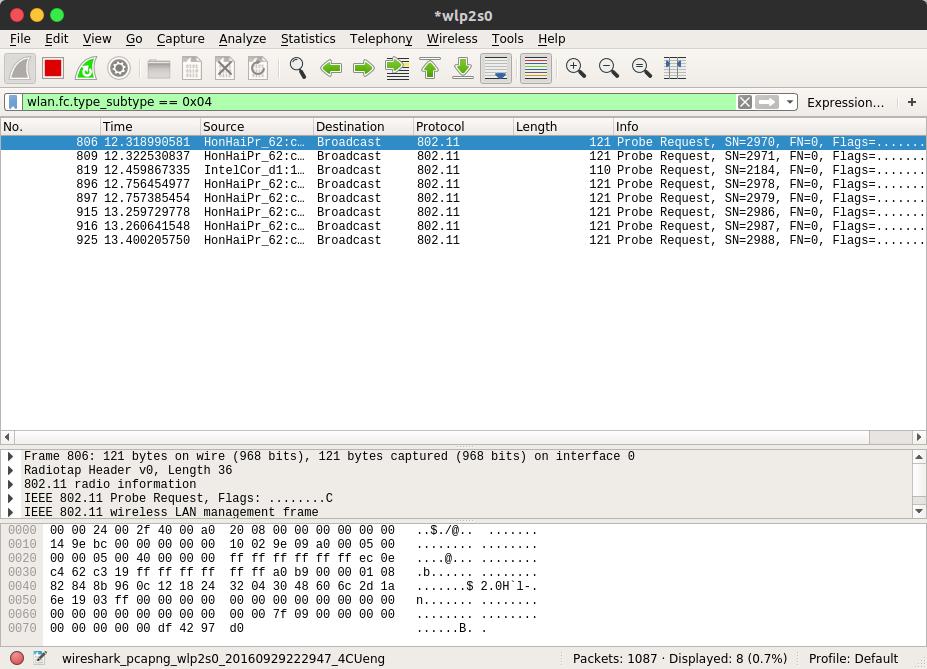 *wlp2s0
File Edit View Go Capture Analyze Statistics Telephony Wireless Tools Help
wlan.fc.type_subtype == 0x04 Expression... +
No. Time Source Destination Protocol Length Info
806 12.318990581 HonHaiPr_62:c... Broadcast 802.11 121 Probe Request, SN=2970, FN=0, Flags=.......
809 12.322530837 HonHaiPr_62:c... Broadcast 802.11 121 Probe Request, SN=2971, FN=0, Flags=.......
819 12.459867335 IntelCor_d1:1... Broadcast 802.11 110 Probe Request, SN=2184, FN=0, Flags=.......
896 12.756454977 HonHaiPr_62:c... Broadcast 802.11 121 Probe Request, SN=2978, FN=0, Flags=.......
897 12.757385454 HonHaiPr_62:c... Broadcast 802.11 121 Probe Request, SN=2979, FN=0, Flags=.......
915 13.259729778 HonHaiPr_62:c... Broadcast 802.11 121 Probe Request, SN=2986, FN=0, Flags=.......
916 13.260641548 HonHaiPr_62:c... Broadcast 802.11 121 Probe Request, SN=2987, FN=0, Flags=.......
925 13.400205750 HonHaiPr_62:c... Broadcast 802.11 121 Probe Request, SN=2988, FN=0, Flags=.......
Frame 806: 121 bytes on wire (968 bits), 121 bytes captured (968 bits) on interface 0
Radiotap Header v0, Length 36
802.11 radio information
IEEE 802.11 Probe Request, Flags: ........C
IEEE 802.11 wireless LAN management frame
0000 00 00 24 00 2f 40 00 a0 20 08 00 00 00 00 00 00 ..$./@.. .......
0010 14 9e bc 00 00 00 00 00 10 02 9e 09 a0 00 05 00 ........ ........
0020 00 00 05 00 40 00 00 00 ff ff ff ff ff ff ec 0e ....@... ........
0030 c4 62 c3 19 ff ff ff ff ff ff a0 b9 00 00 01 08 .b...... ........
0040 82 84 8b 96 0c 12 18 24 32 04 30 48 60 6c 2d 1a .......$ 2.0H`l-.
0050 6e 19 03 ff 00 00 00 00 00 00 00 00 00 00 00 00 n....... ........
0060 00 00 00 00 00 00 00 00 00 00 7f 09 00 00 00 00 ........ ........
0070 00 00 00 00 00 df 42 97 d0 ......B. .
wireshark_pcapng_wlp2s0_20160929222947_4CUeng Packets: 1087 · Displayed: 8 (0.7%) Profile: Default